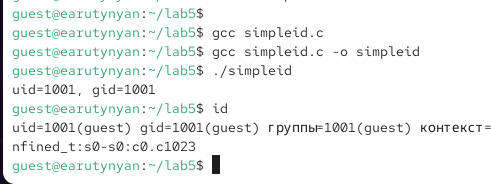 guest@earutynyan:~/lab5$
guest@earutynyan:~/lab5$ gcc simpleid.c
guest@earutynyan:~/lab5$ gcc simpleid.c -o simpleid
guest@earutynyan:~/lab5$ ./simpleid
uid=1001, gid=1001
guest@earutynyan:~/lab5$ id
uid=1001(guest) gid=1001(guest) группы=1001(guest) контекст=
nfined_t:s0-s0:c0.c1023
guest@earutynyan:~/lab5$